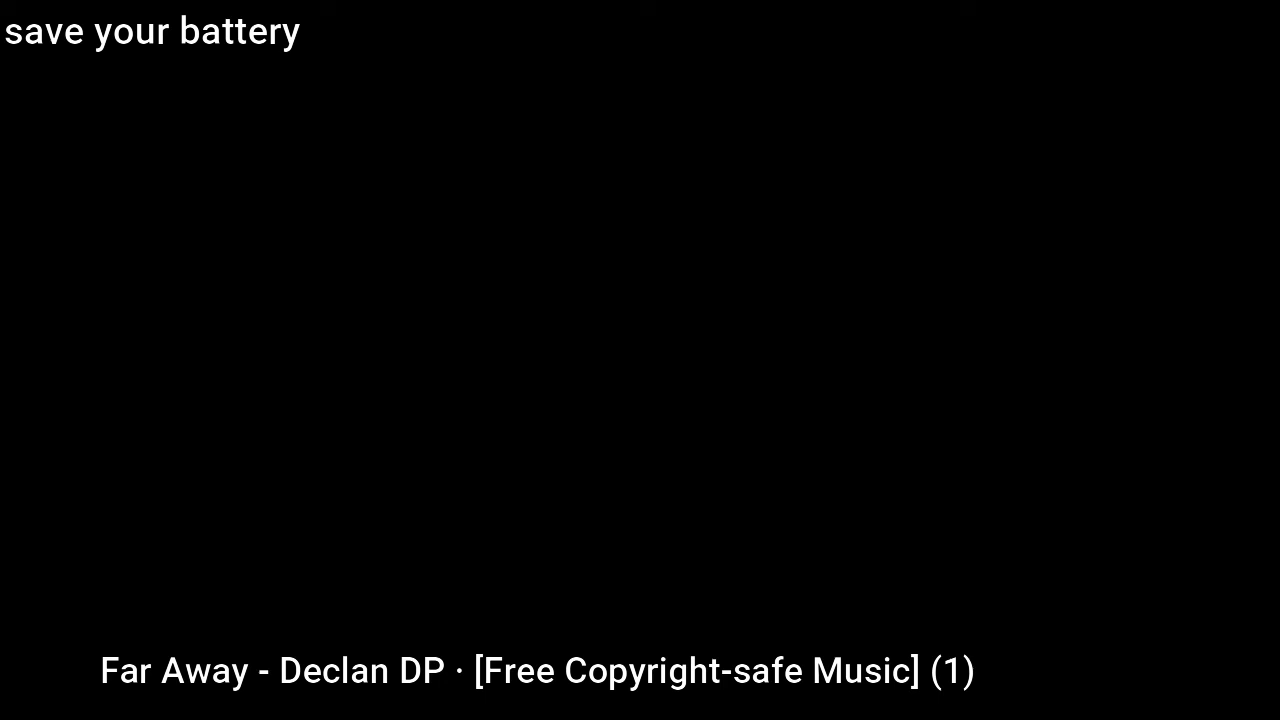 save your battery
Far Away - Declan DP · [Free Copyright-safe Music] (1)